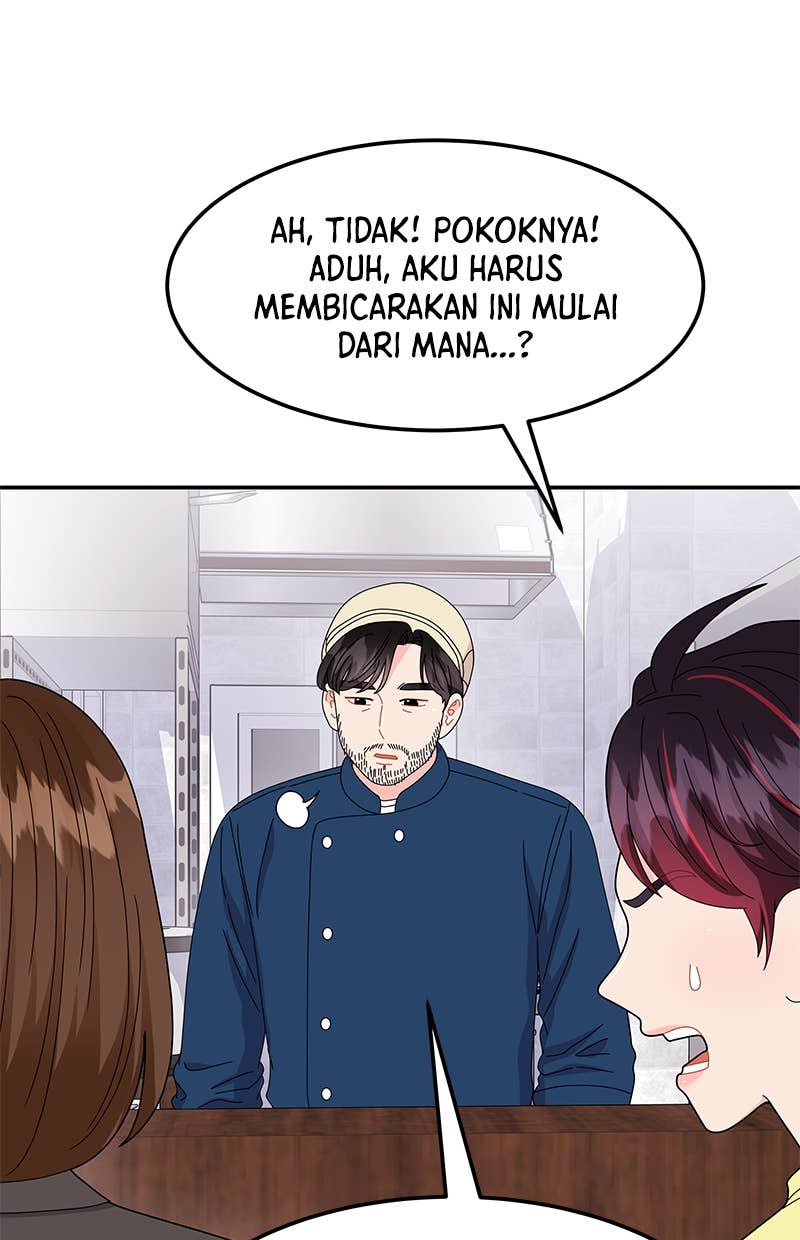 AH, TIDAK! POKOKNYA!
ADUH, AKU HARUS
MEMBICARAKAN INI MULAI
DARI MANA...?